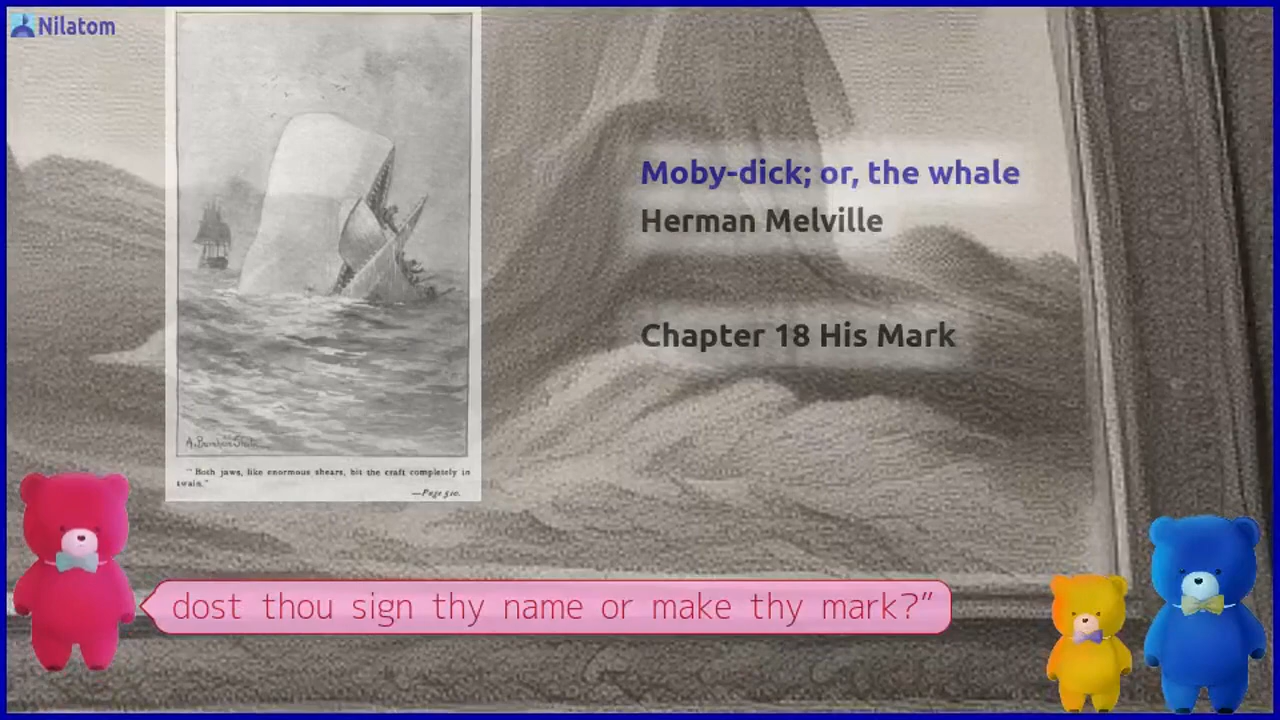 Nilatom
Moby-dick; or, the whale
Herman Melville
Chapter 18 His Mark
"Both jaws, like enormous shears, bit the craft completely in
twain."
—Page 510.
dost thou sign thy name or make thy mark?”